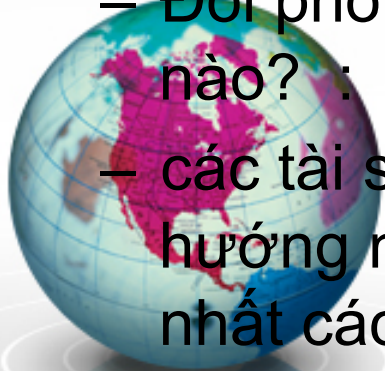 – Đối phó
nào? :
– các tài s
hướng n
nhất các